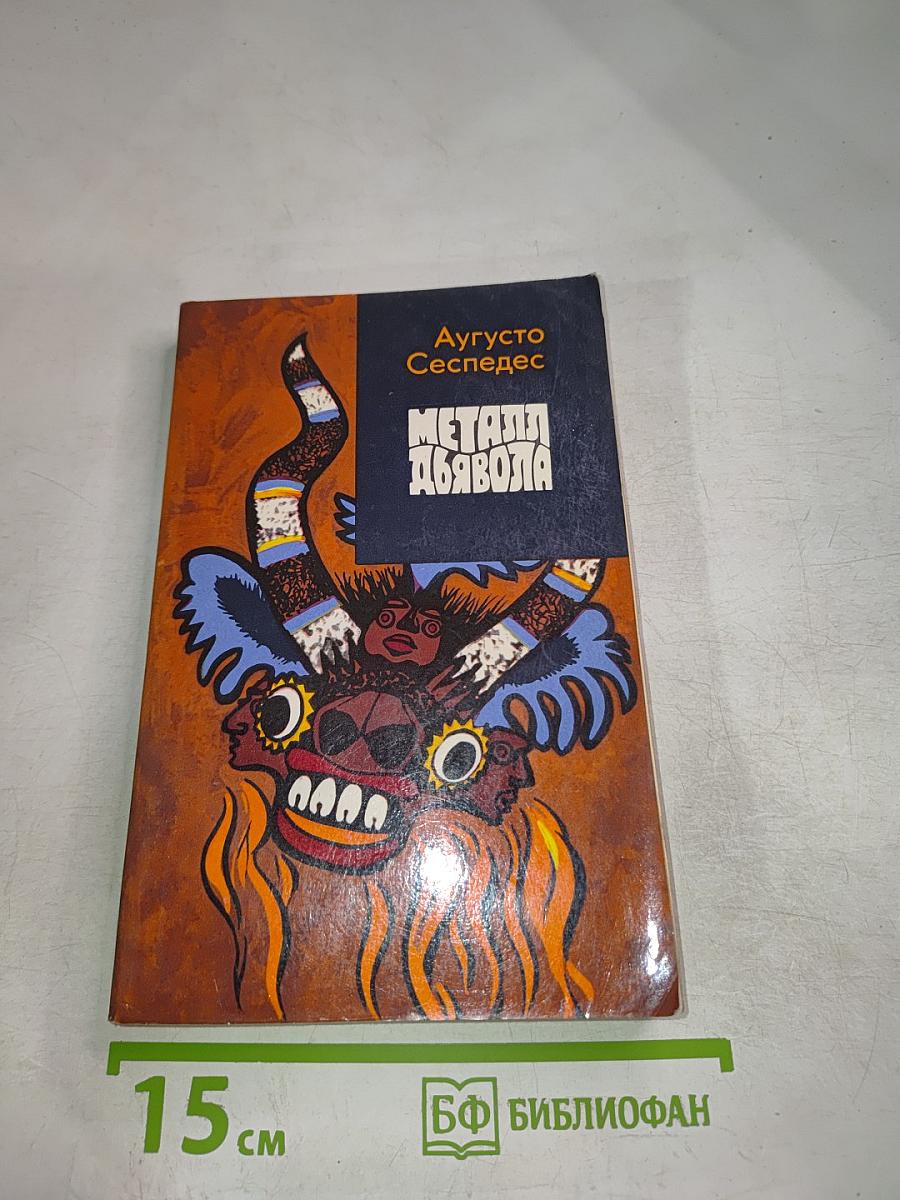 Аугусто
Сеспедес
МЕТАЛЛ
ДЬЯВОЛА
15 см
БФ БИБЛИОФАН